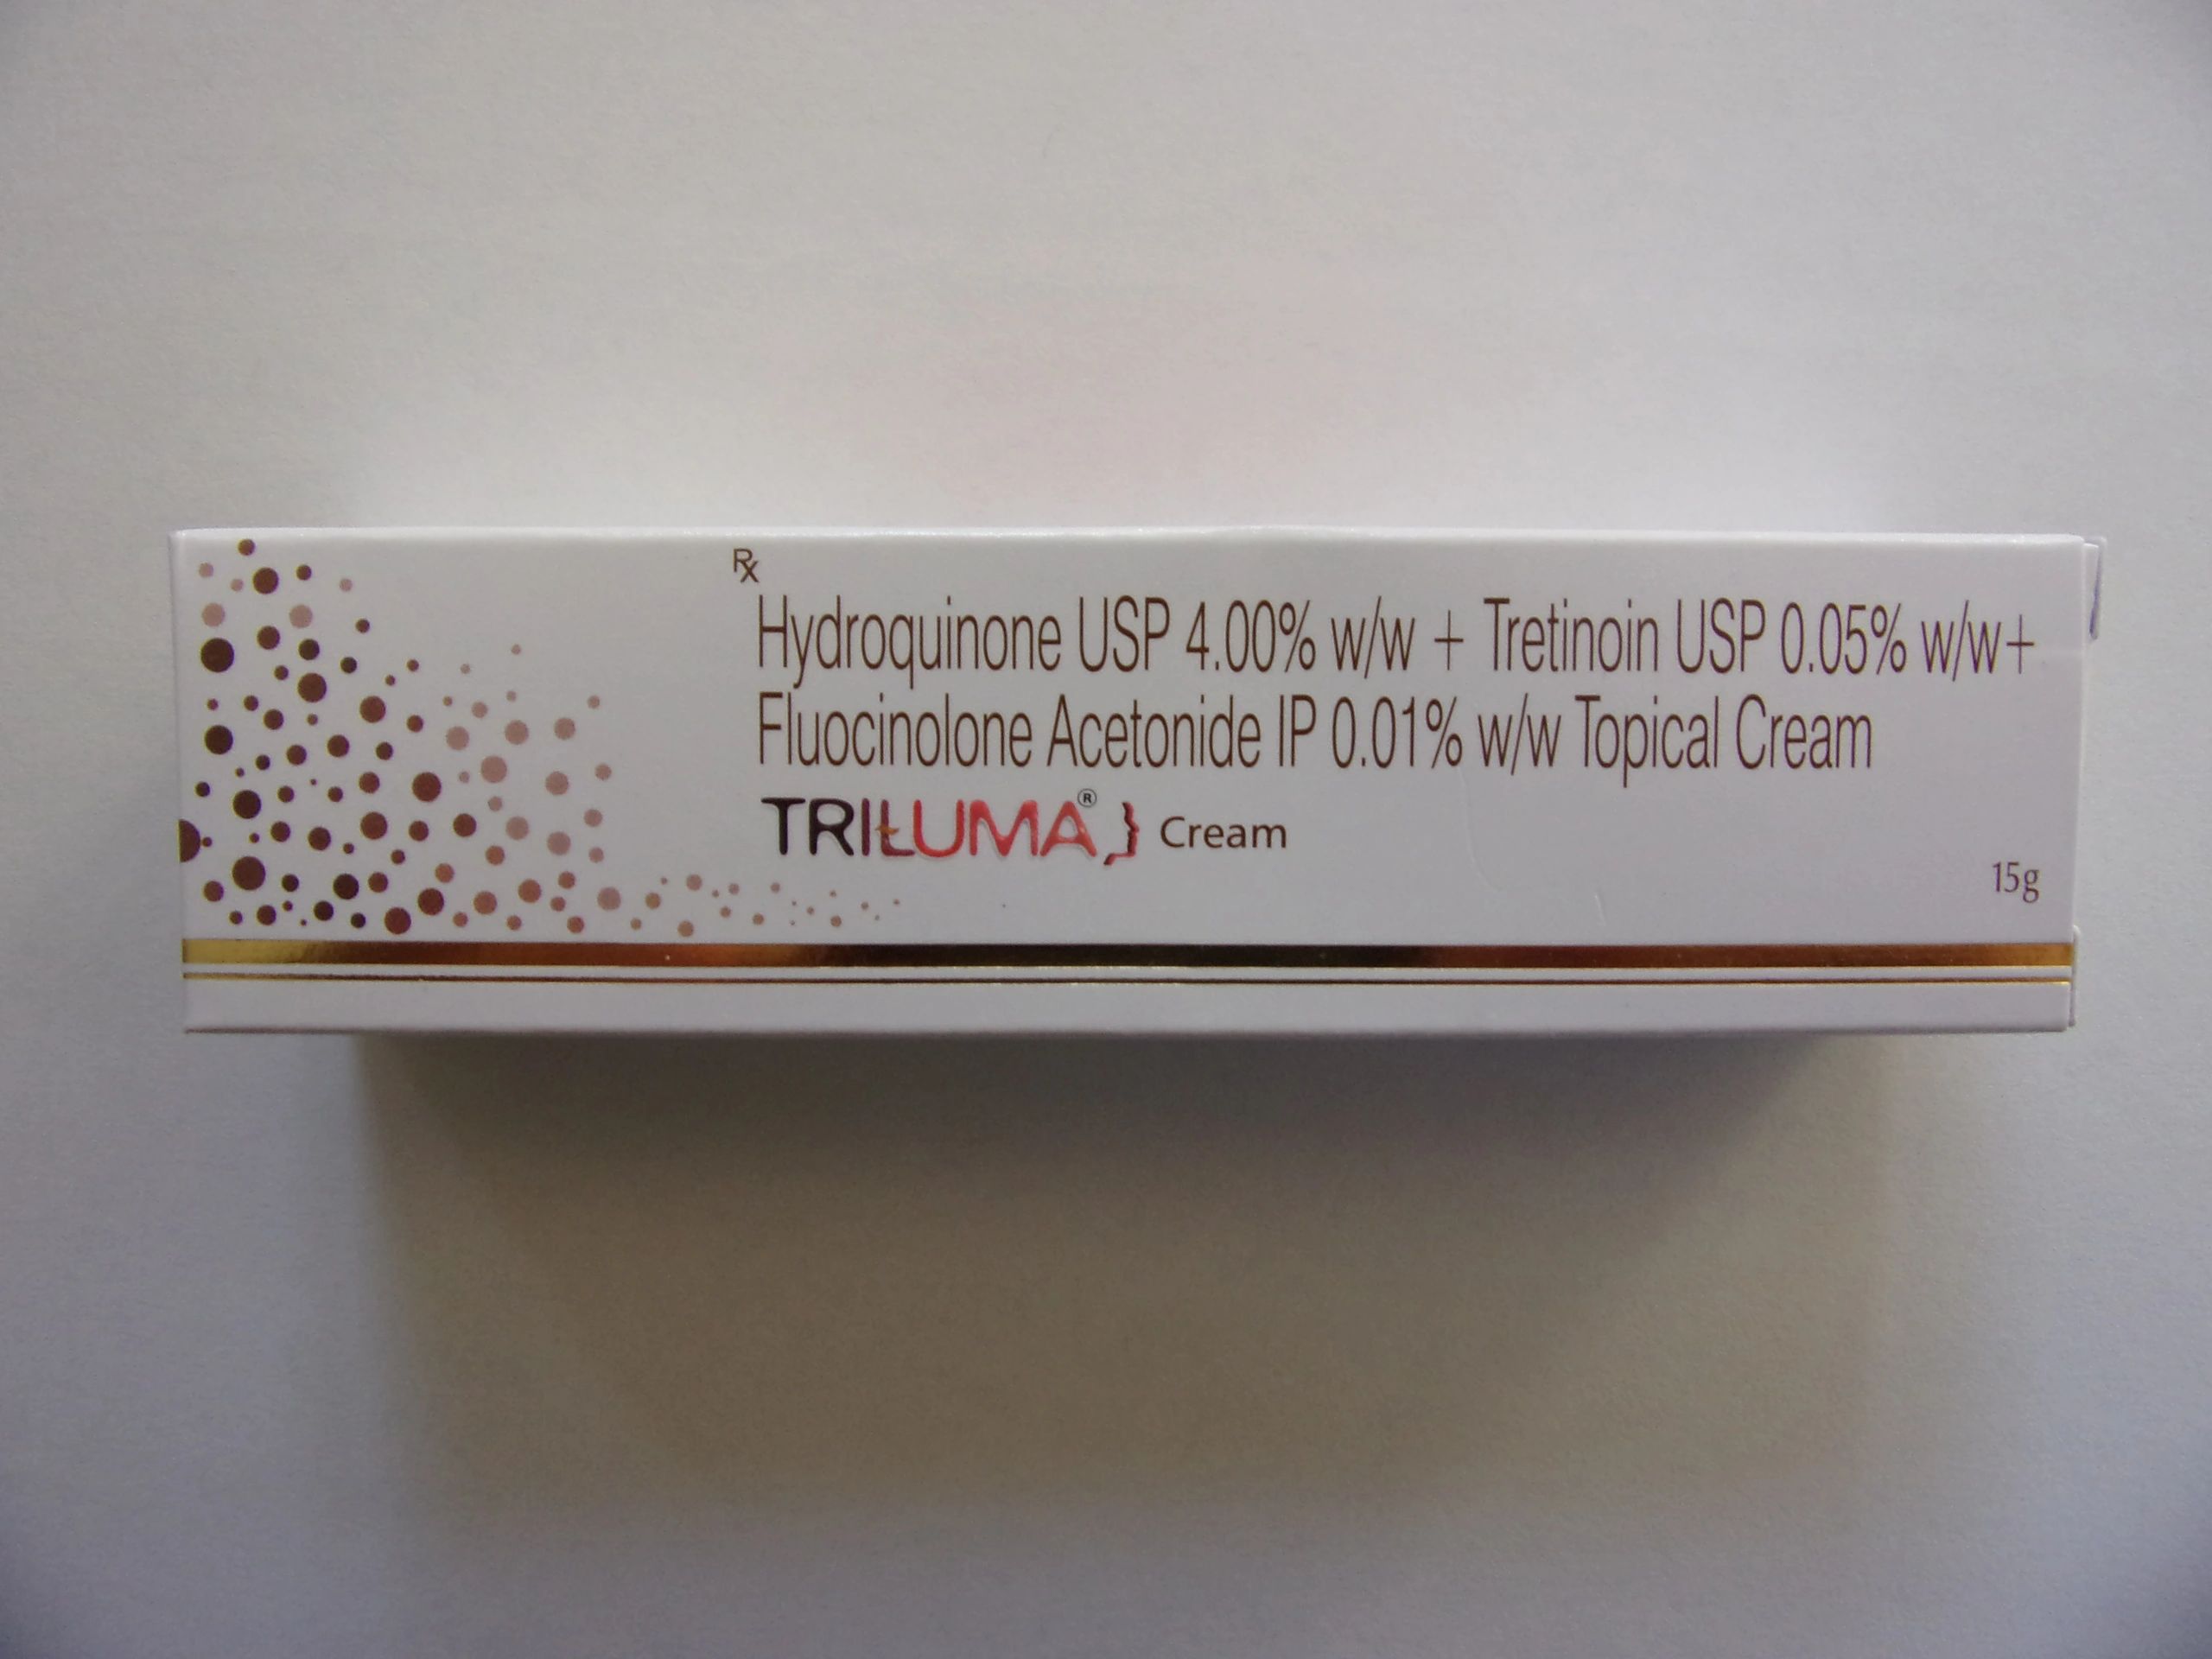 Rx
Hydroquinone USP 4.00% w/w + Tretinoin USP 0.05% w/w+
Fluocinolone Acetonide IP 0.01% w/w Topical Cream
TRILUMA® Cream
15g